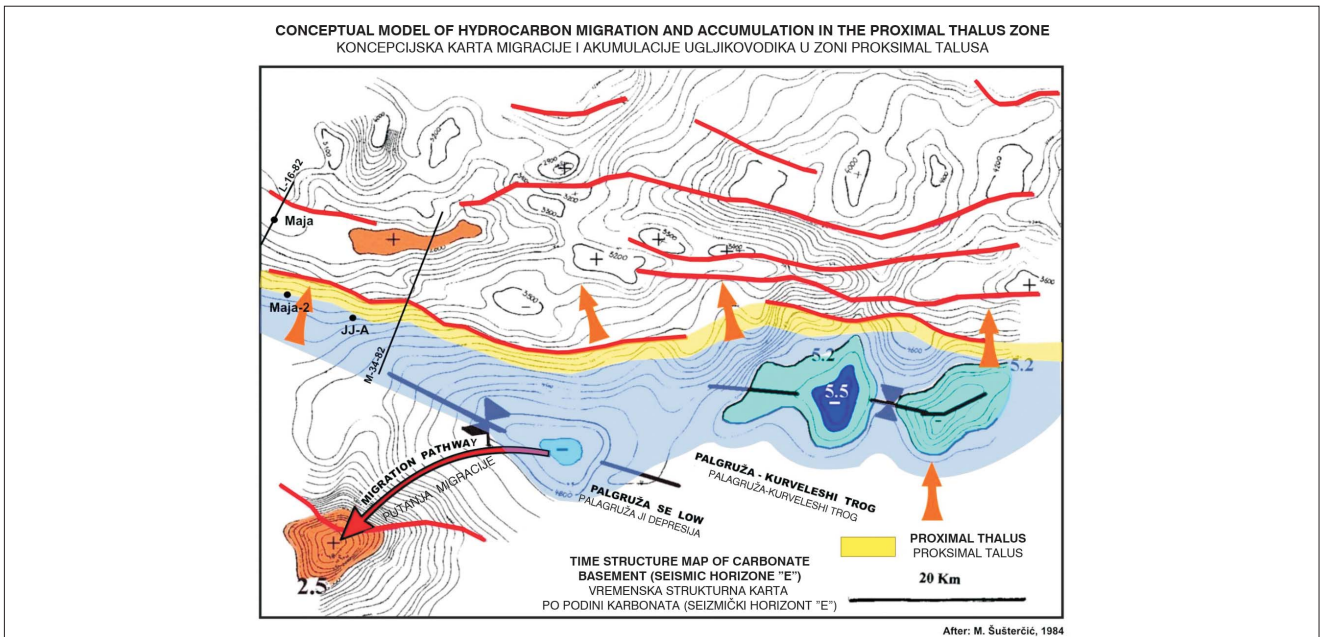 CONCEPTUAL MODEL OF HYDROCARBON MIGRATION AND ACCUMULATION IN THE PROXIMAL THALUS ZONE
KONCEPCIJSKA KARTA MIGRACIJE I AKUMULACIJE UGLJIKOVODIKA U ZONI PROKSIMAL TALUSA
L-16-82
Maja
Maja-2
JJ-A
M-34-82
5.2
5.5
5.2
MIGRATION PATHWAY
PUTANJA MIGRACIJE
PALGRUŽA SE LOW
PALAGRUŽA JI DEPRESIJA
PALGRUŽA - KURVELESHI TROG
PALAGRUŽA-KURVELESHI TROG
2.5
TIME STRUCTURE MAP OF CARBONATE
BASEMENT (SEISMIC HORIZONE "E")
VREMENSKA STRUKTURNA KARTA
PO PODINI KARBONATA (SEIZMIČKI HORIZONT "E")
PROXIMAL THALUS
PROKSIMAL TALUS
20 Km
After: M. Šušterčić, 1984